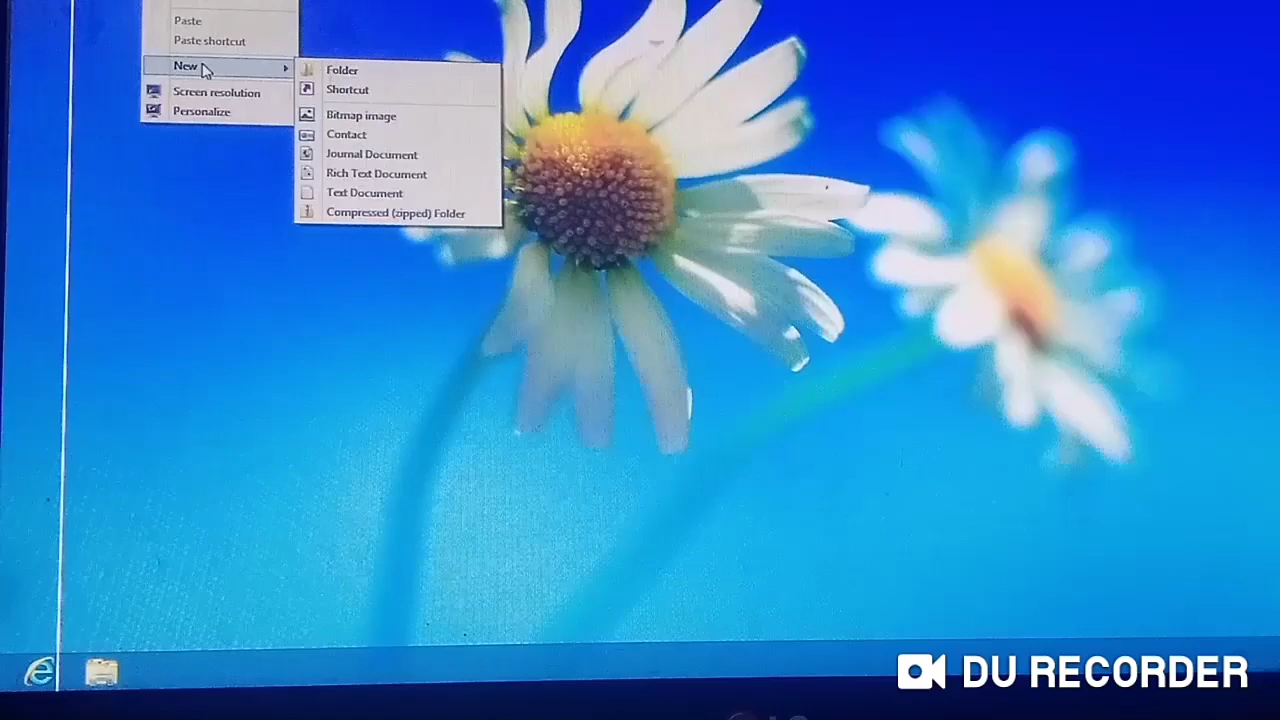 Paste
Paste shortcut
New
Screen resolution
Personalize
Folder
Shortcut
Bitmap image
Contact
Journal Document
Rich Text Document
Text Document
Compressed (zipped) Folder
DU RECORDER